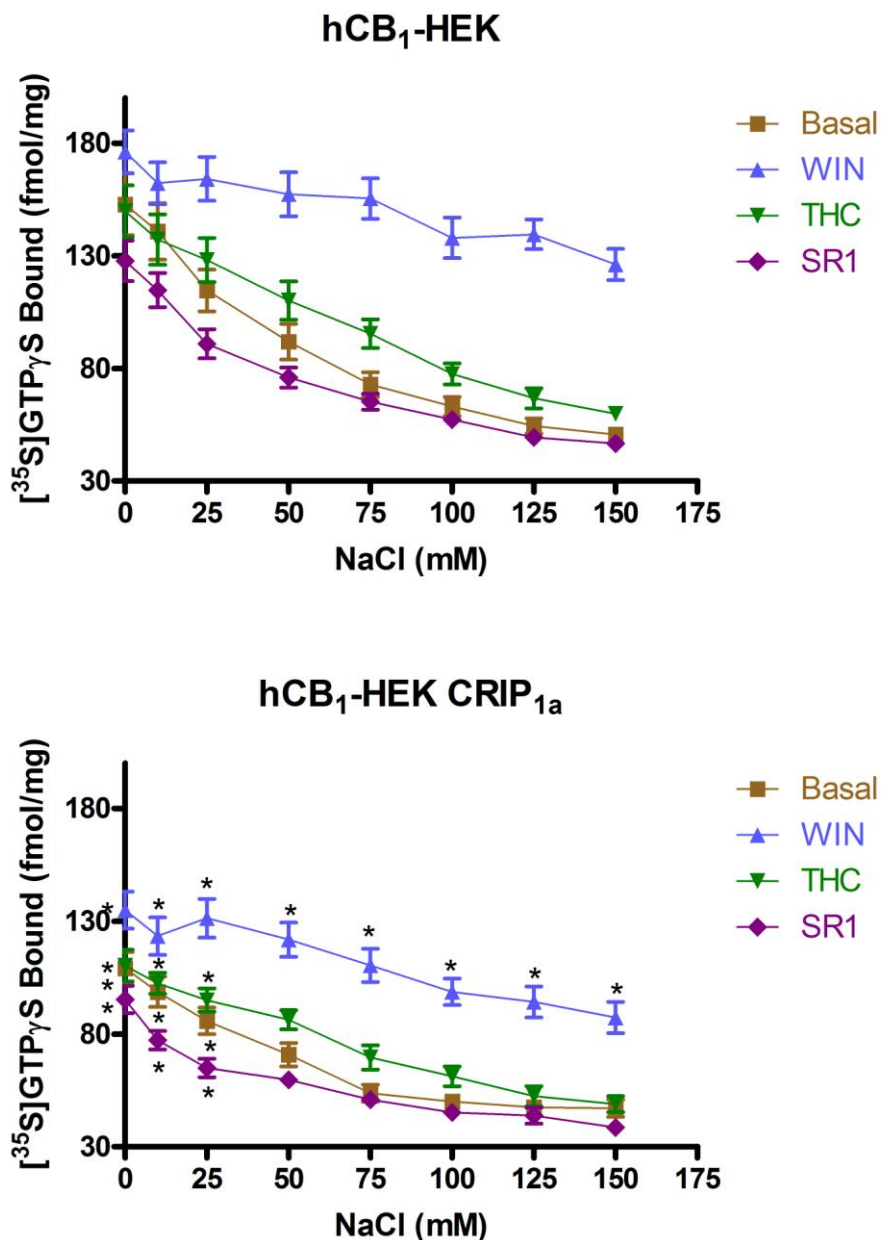 hCB₁-HEK
[³⁵S]GTPγS Bound (fmol/mg)
180
130
80
30
0 25 50 75 100 125 150 175
NaCl (mM)
Basal
WIN
THC
SR1
hCB₁-HEK CRIP₁ₐ
[³⁵S]GTPγS Bound (fmol/mg)
180
130
80
30
* * * * * * * *
* * *
* * *
* * *
0 25 50 75 100 125 150 175
NaCl (mM)
Basal
WIN
THC
SR1